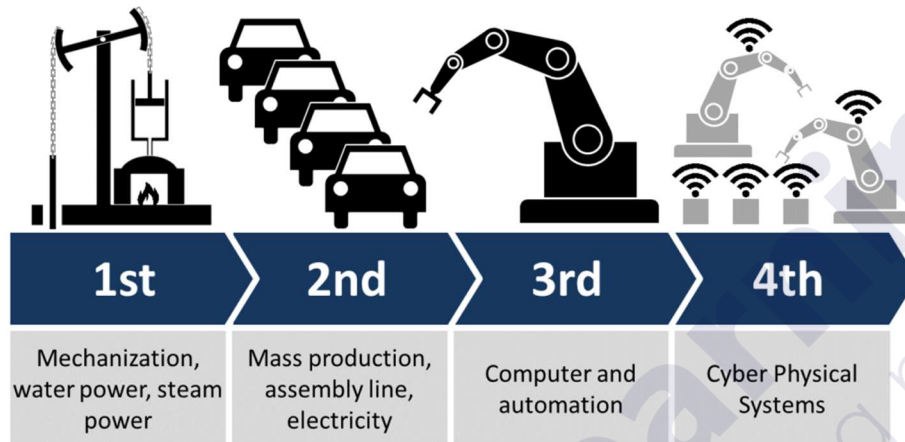 1st
2nd
3rd
4th
Mechanization,
water power, steam
power
Mass production,
assembly line,
electricity
Computer and
automation
Cyber Physical
Systems